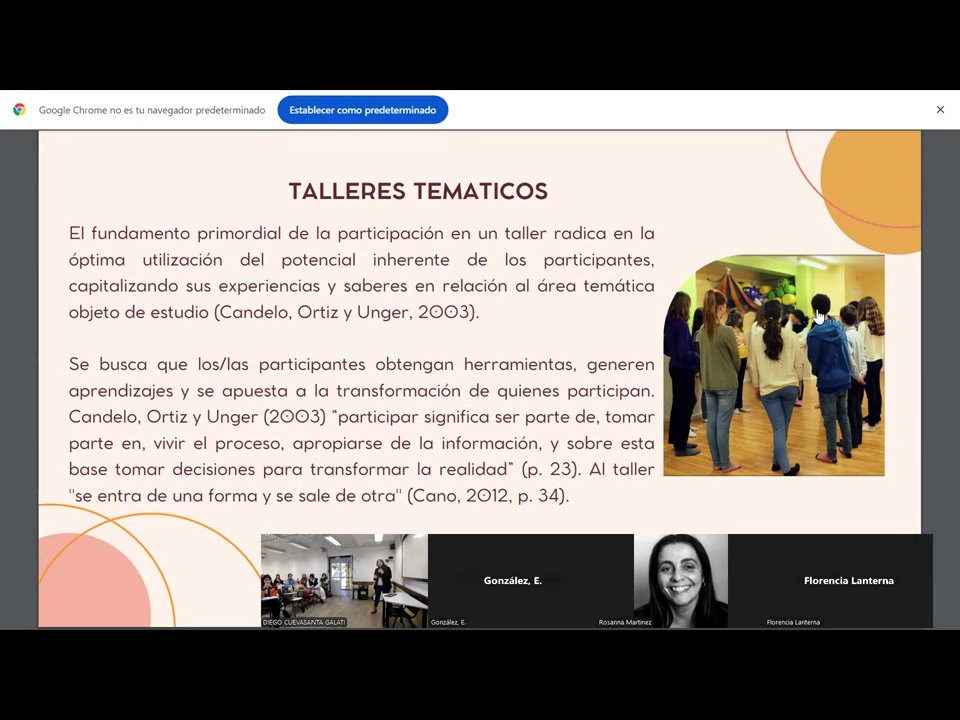 Google Chrome no es tu navegador predeterminado
Establecer como predeterminado
TALLERES TEMATICOS
El fundamento primordial de la participación en un taller radica en la
óptima utilización del potencial inherente de los participantes,
capitalizando sus experiencias y saberes en relación al área temática
objeto de estudio (Candelo, Ortiz y Unger, 2003).
Se busca que los/las participantes obtengan herramientas, generen
aprendizajes y se apuesta a la transformación de quienes participan.
Candelo, Ortiz y Unger (2003) “participar significa ser parte de, tomar
parte en, vivir el proceso, apropiarse de la información, y sobre esta
base tomar decisiones para transformar la realidad” (p. 23). Al taller
"se entra de una forma y se sale de otra" (Cano, 2012, p. 34).
González, E.
Florencia Lanterna
DIEGO CUEVASANTA GALATI
González, E.
Rosanna Martinez
Florencia Lanterna